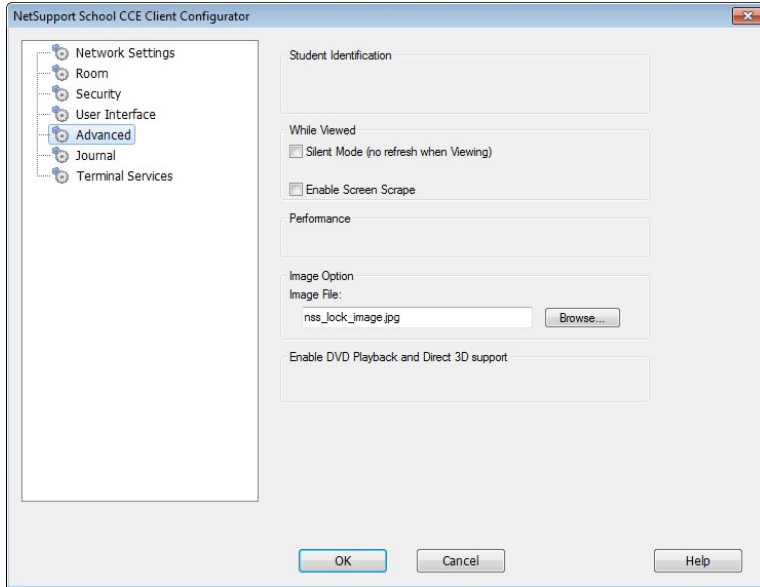 NetSupport School CCE Client Configurator
Network Settings
Room
Security
User Interface
Advanced
Journal
Terminal Services
Student Identification
While Viewed
Silent Mode (no refresh when Viewing)
Enable Screen Scrape
Performance
Image Option
Image File:
nss_lock_image.jpg
Browse...
Enable DVD Playback and Direct 3D support
OK
Cancel
Help